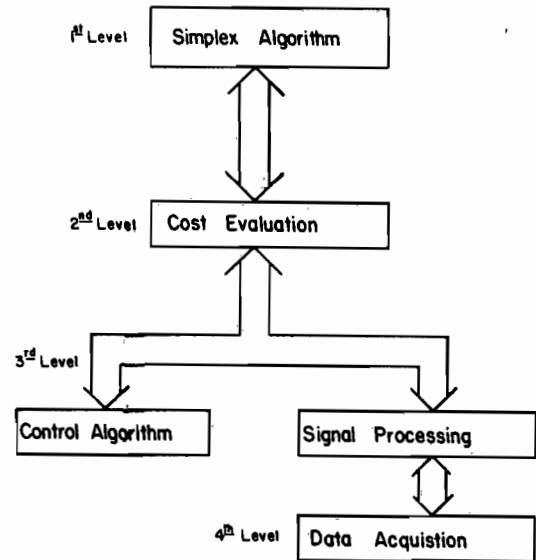 1st Level Simplex Algorithm
2nd Level Cost Evaluation
3rd Level
Control Algorithm Signal Processing
4th Level Data Acquistion